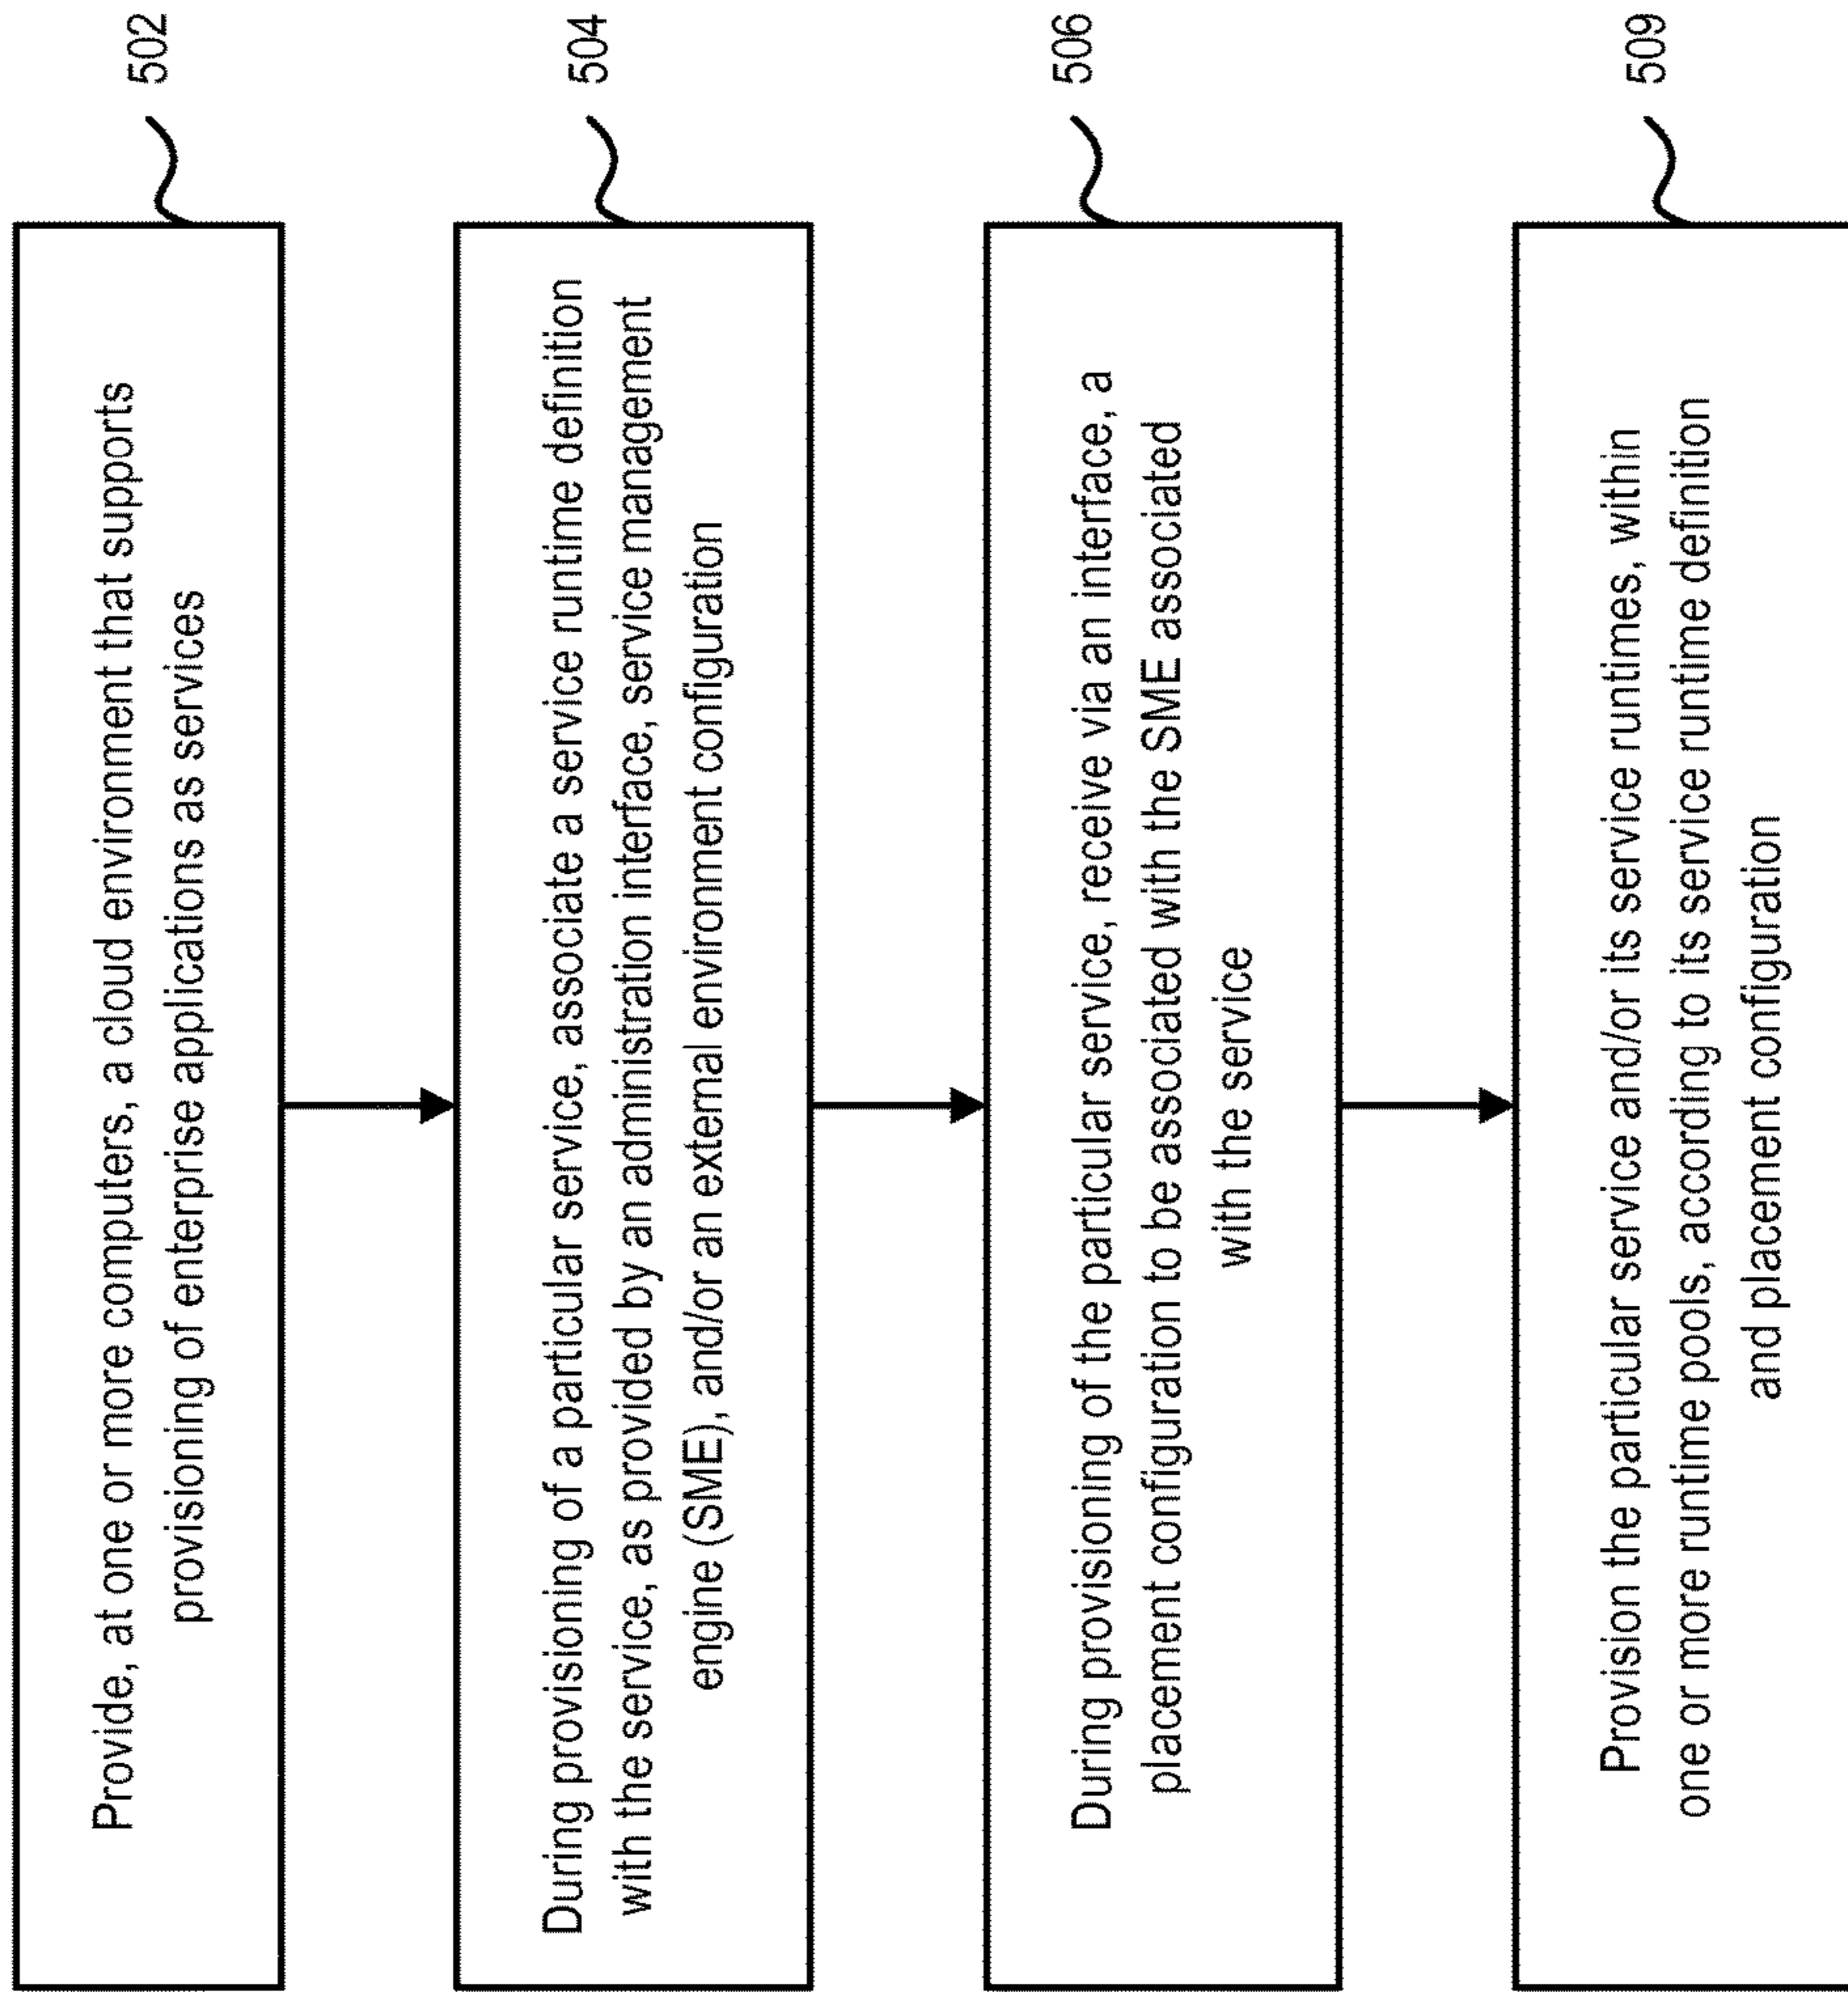 Provide, at one or more computers, a cloud environment that supports
provisioning of enterprise applications as services
502
During provisioning of a particular service, associate a service runtime definition
with the service, as provided by an administration interface, service management
engine (SME), and/or an external environment configuration
504
During provisioning of the particular service, receive via an interface, a
placement configuration to be associated with the SME associated
with the service
506
Provision the particular service and/or its service runtimes, within
one or more runtime pools, according to its service runtime definition
and placement configuration
509